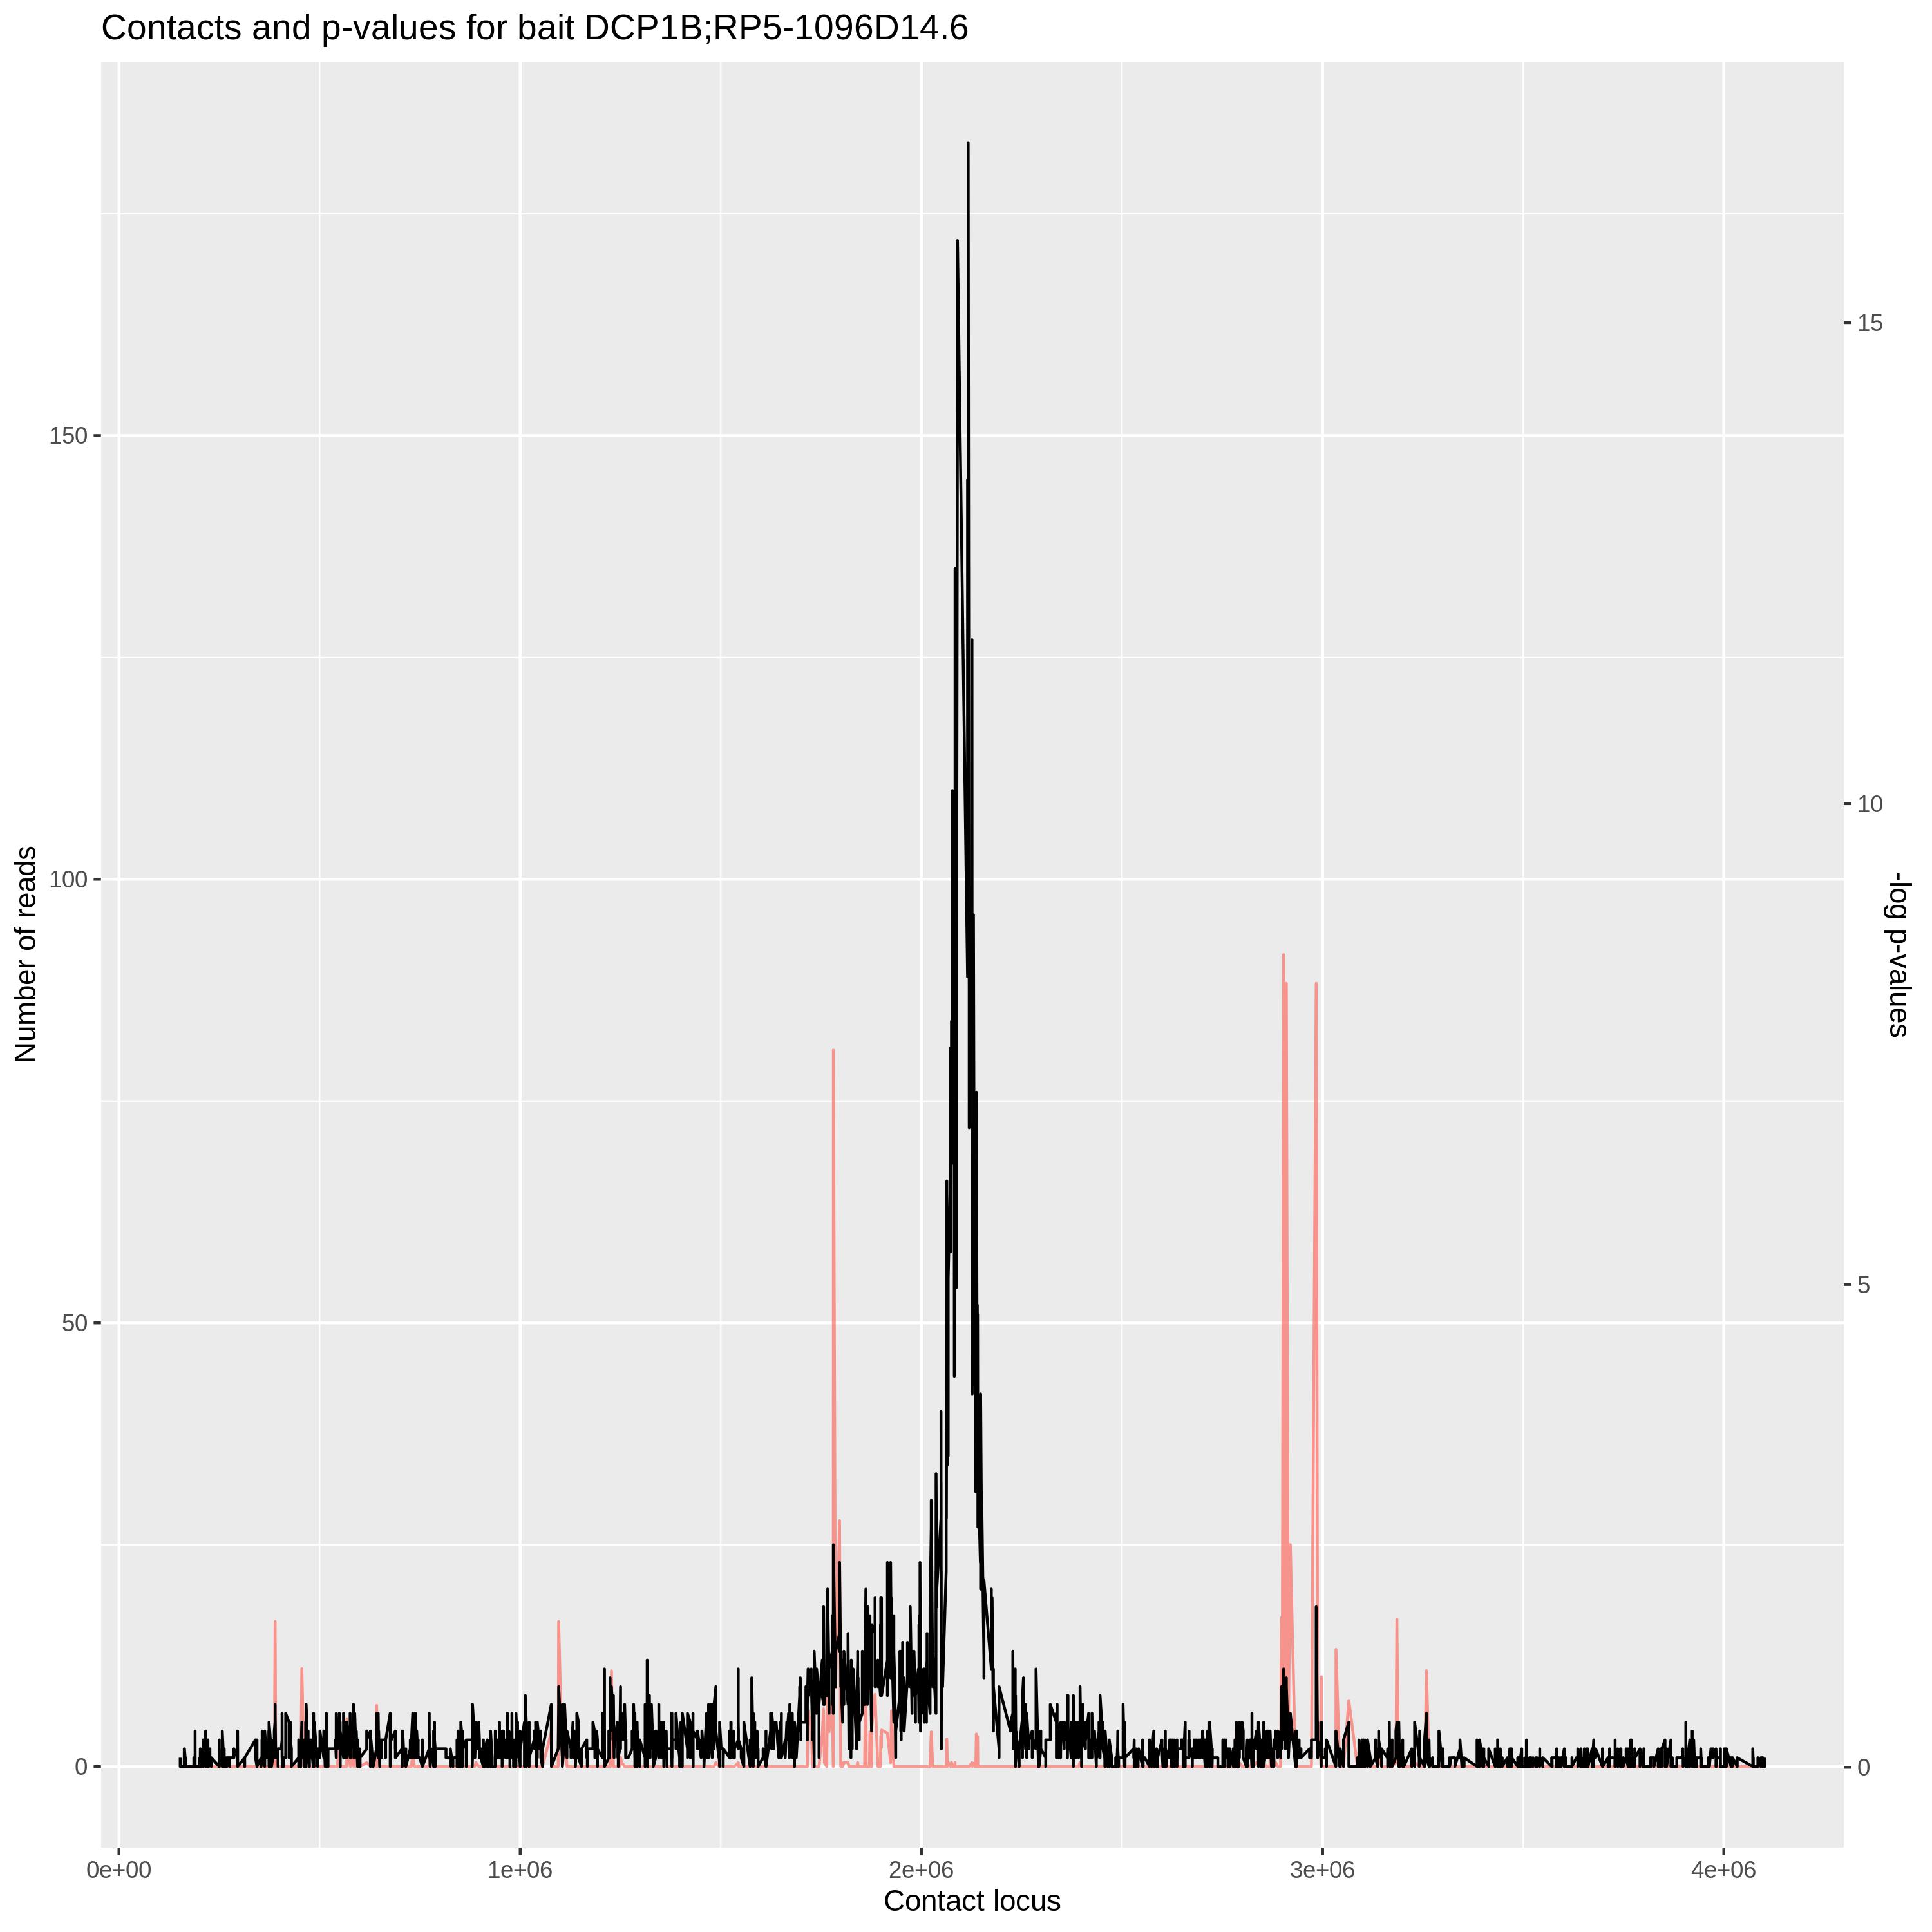 Contacts and p-values for bait DCP1B;RP5-1096D14.6
150
100
50
0
Number of reads
15
10
5
0
-log p-values
0e+00 1e+06 2e+06 3e+06 4e+06
Contact locus